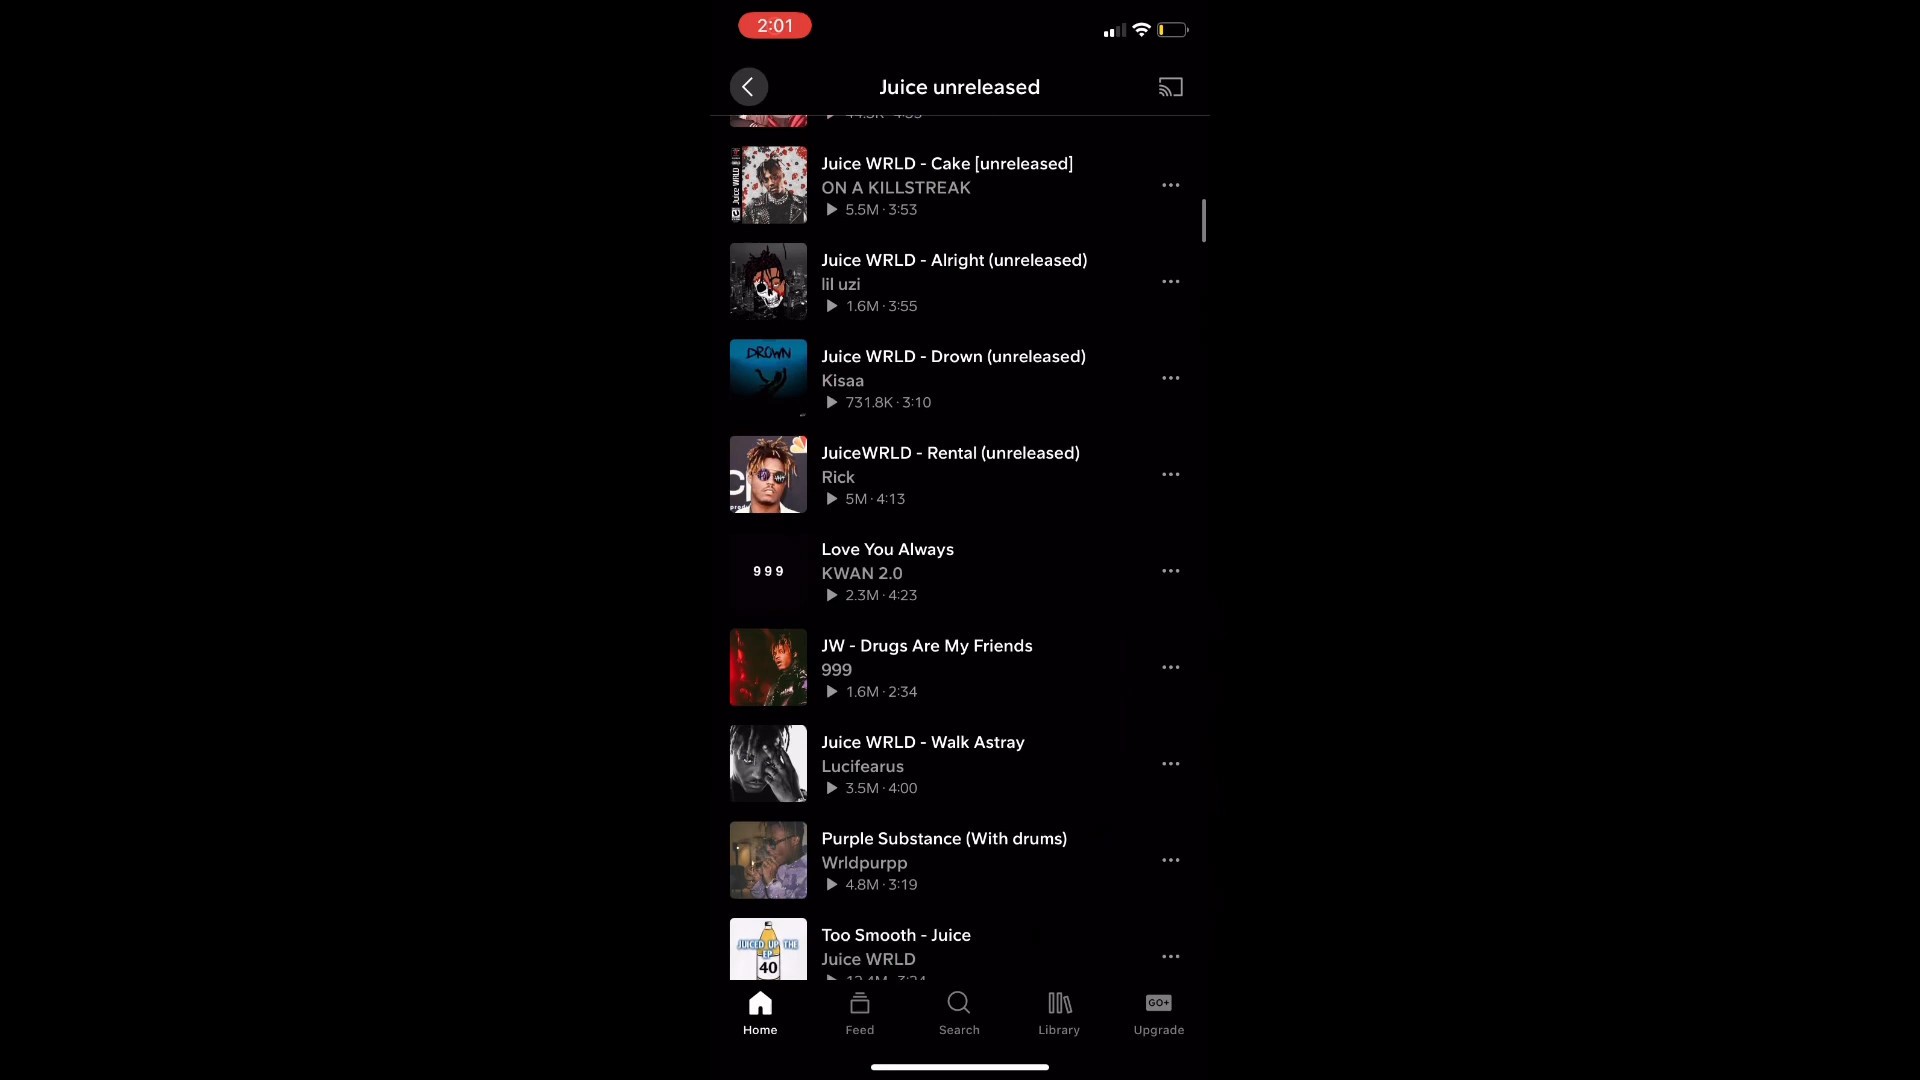 2:01
Juice unreleased
Juice WRLD - Cake [unreleased]
ON A KILLSTREAK
5.5M · 3:53
Juice WRLD - Alright (unreleased)
lil uzi
1.6M · 3:55
DROWN
Juice WRLD - Drown (unreleased)
Kisaa
731.8K · 3:10
JuiceWRLD - Rental (unreleased)
Rick
5M · 4:13
Love You Always
999
KWAN 2.0
2.3M · 4:23
JW - Drugs Are My Friends
999
1.6M · 2:34
Juice WRLD - Walk Astray
Lucifearus
3.5M · 4:00
Purple Substance (With drums)
Wrldpurpp
4.8M · 3:19
Too Smooth - Juice
JUICED UP THE
EP
40
Juice WRLD
GO+
Home
Feed
Search
Library
Upgrade